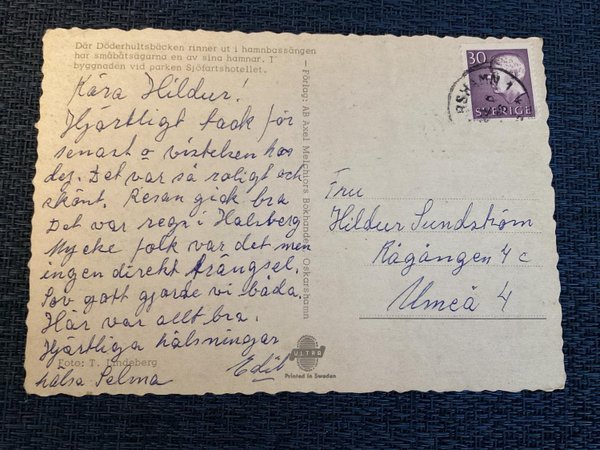 Där Döderhultsbäcken rinner ut i hamnbassängen
har småbåtsägarna en av sina hamnar. I
byggnaden vid parken Sjöfartshotellet.
Kära Hildur!
Hjärtligt tack för
senast o vistelsen hos
dej. Det var så roligt och
skönt. Resan gick bra
Det var regn i Halsberg
Mycke folk var det men
ingen direkt trängsel.
Sov gott gjorde vi båda.
Här var allt bra.
Hjärtliga hälsningar
Edit
hälsa Selma
Foto: T. Lindeberg
– Förlag: AB Axel Melchiors Bokhandel, Oskarshamn
ULTRA
Printed in Sweden
30
SVERIGE
Fru
Hildur Sundström
Rågången 4 c
Umeå 4